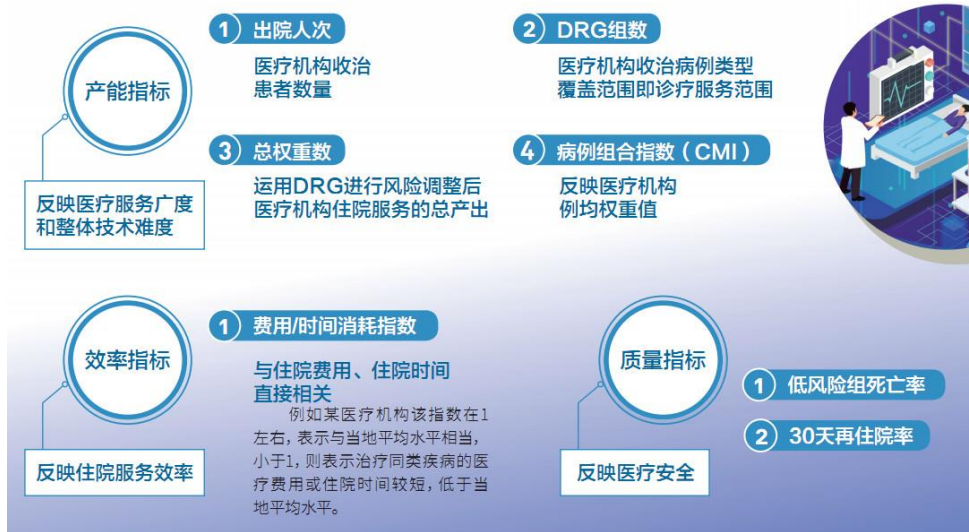 产能指标
反映医疗服务广度
和整体技术难度
1 出院人次
医疗机构收治
患者数量
2 DRG组数
医疗机构收治病例类型
覆盖范围即诊疗服务范围
3 总权重数
运用DRG进行风险调整后
医疗机构住院服务的总产出
4 病例组合指数（CMI）
反映医疗机构
例均权重值
效率指标
反映住院服务效率
1 费用/时间消耗指数
与住院费用、住院时间
直接相关
例如某医疗机构该指数在1
左右，表示与当地平均水平相当，
小于1，则表示治疗同类疾病的医
疗费用或住院时间较短，低于当
地平均水平。
质量指标
反映医疗安全
1 低风险组死亡率
2 30天再住院率